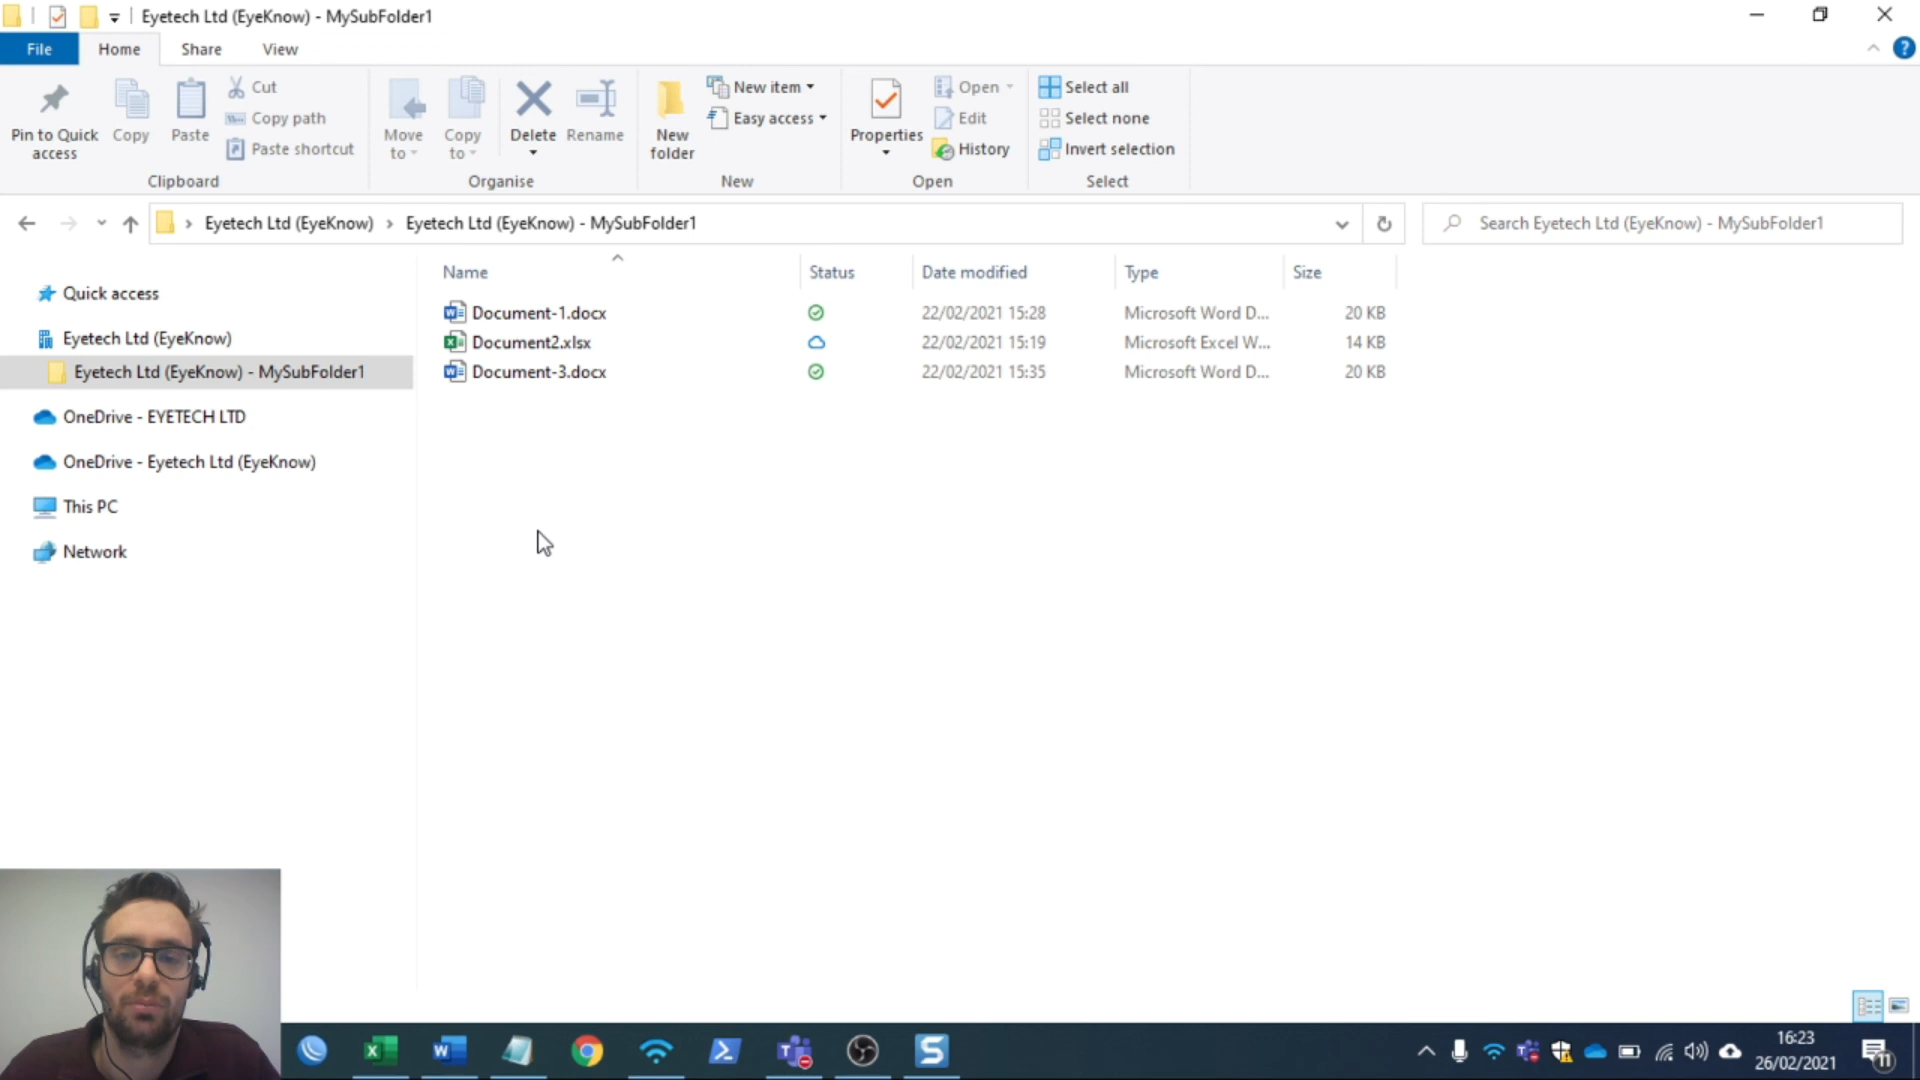 Eyetech Ltd (EyeKnow) - MySubFolder1
File Home Share View
Pin to Quick access
Copy
Paste
Cut
Copy path
Paste shortcut
Clipboard
Move to
Copy to
Delete
Rename
Organise
New folder
New item
Easy access
New
Properties
Open
Edit
History
Open
Select all
Select none
Invert selection
Select
Eyetech Ltd (EyeKnow) › Eyetech Ltd (EyeKnow) - MySubFolder1
Search Eyetech Ltd (EyeKnow) - MySubFolder1
Quick access
Eyetech Ltd (EyeKnow)
Eyetech Ltd (EyeKnow) - MySubFolder1
OneDrive - EYETECH LTD
OneDrive - Eyetech Ltd (EyeKnow)
This PC
Network
Name Status Date modified Type Size
Document-1.docx 22/02/2021 15:28 Microsoft Word D... 20 KB
Document2.xlsx 22/02/2021 15:19 Microsoft Excel W... 14 KB
Document-3.docx 22/02/2021 15:35 Microsoft Word D... 20 KB
16:23
26/02/2021
11